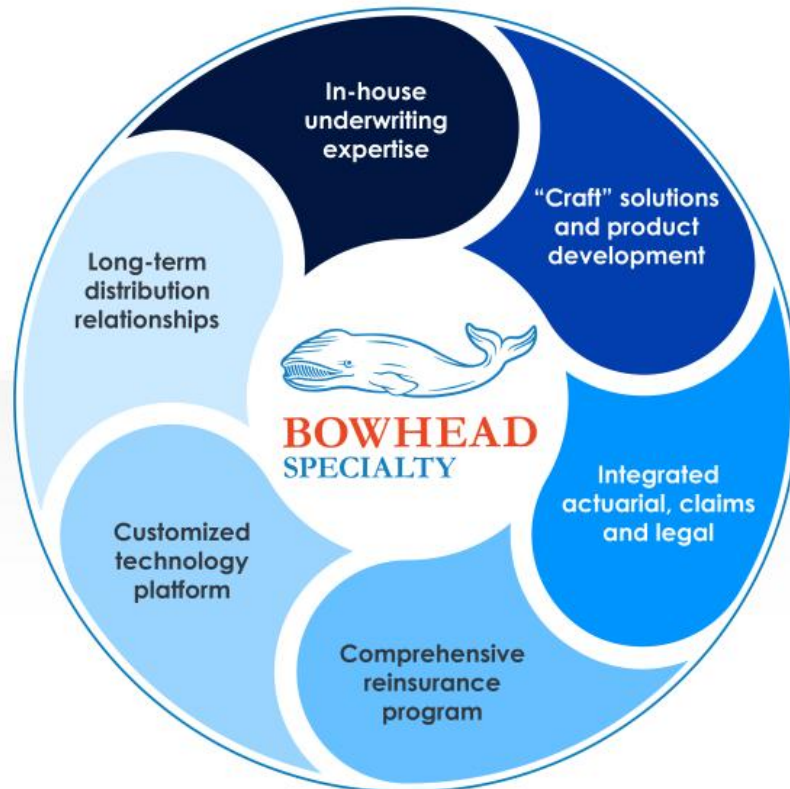 In-house
underwriting
expertise
“Craft” solutions
and product
development
Integrated
actuarial, claims
and legal
Comprehensive
reinsurance
program
Customized
technology
platform
Long-term
distribution
relationships
BOWHEAD
SPECIALTY